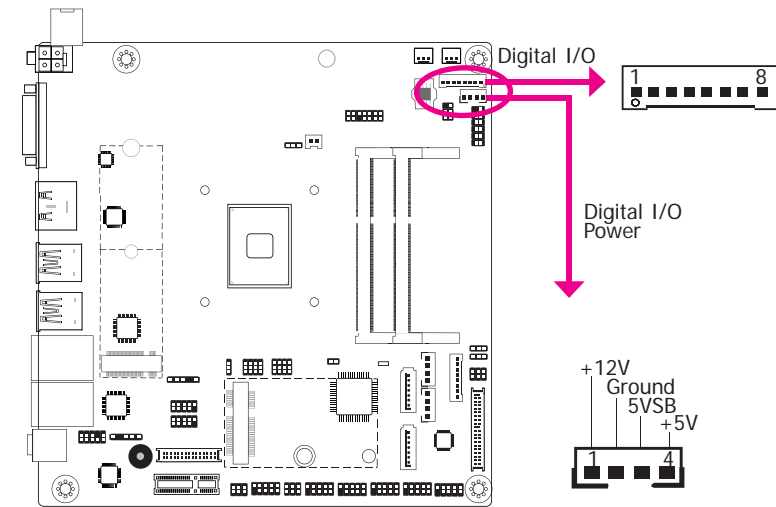 Digital I/O
1 8
Digital I/O
Power
+12V
Ground
5VSB
+5V
1 4